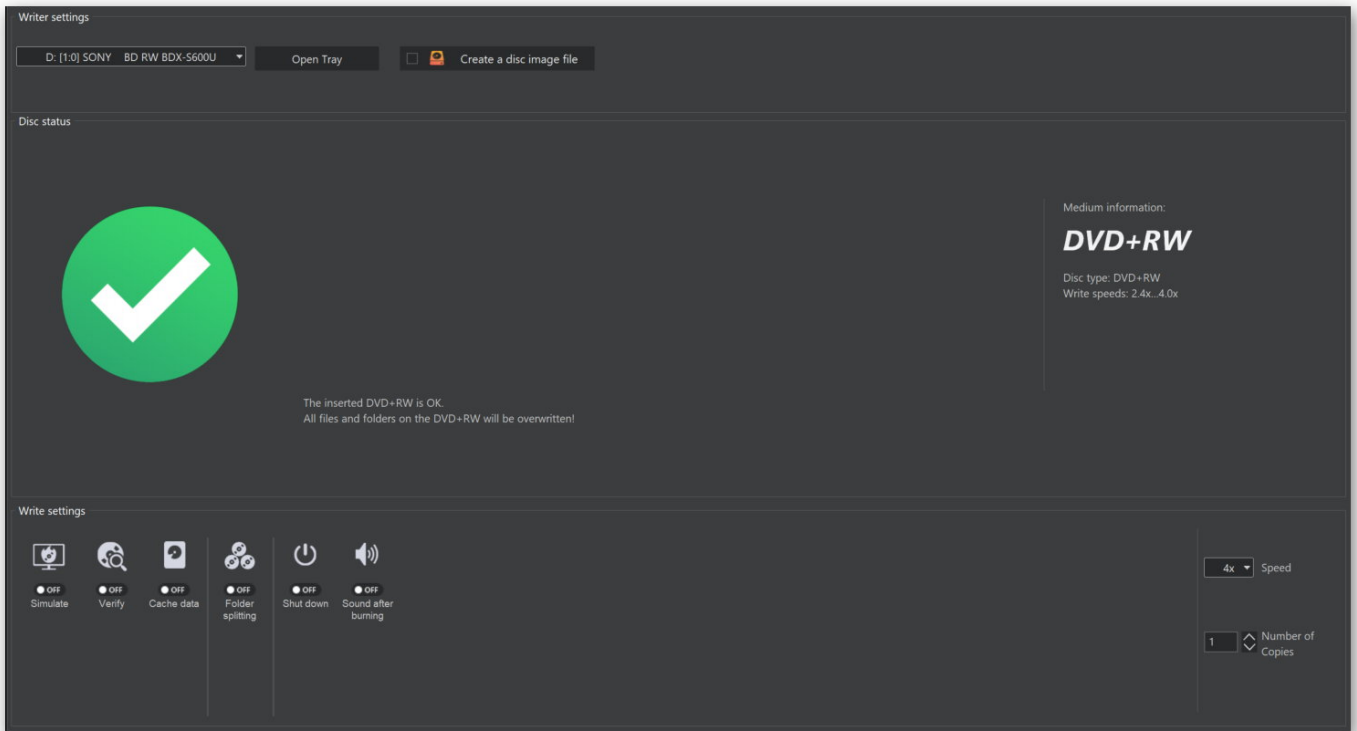 Writer settings
D: [1:0] SONY BD RW BDX-S600U
Open Tray
Create a disc image file
Disc status
Medium information:
DVD+RW
Disc type: DVD+RW
Write speeds: 2.4x...4.0x
The inserted DVD+RW is OK.
All files and folders on the DVD+RW will be overwritten!
Write settings
OFF
Simulate
OFF
Verify
OFF
Cache data
OFF
Folder
splitting
OFF
Shut down
OFF
Sound after
burning
4x Speed
1 Number of
Copies